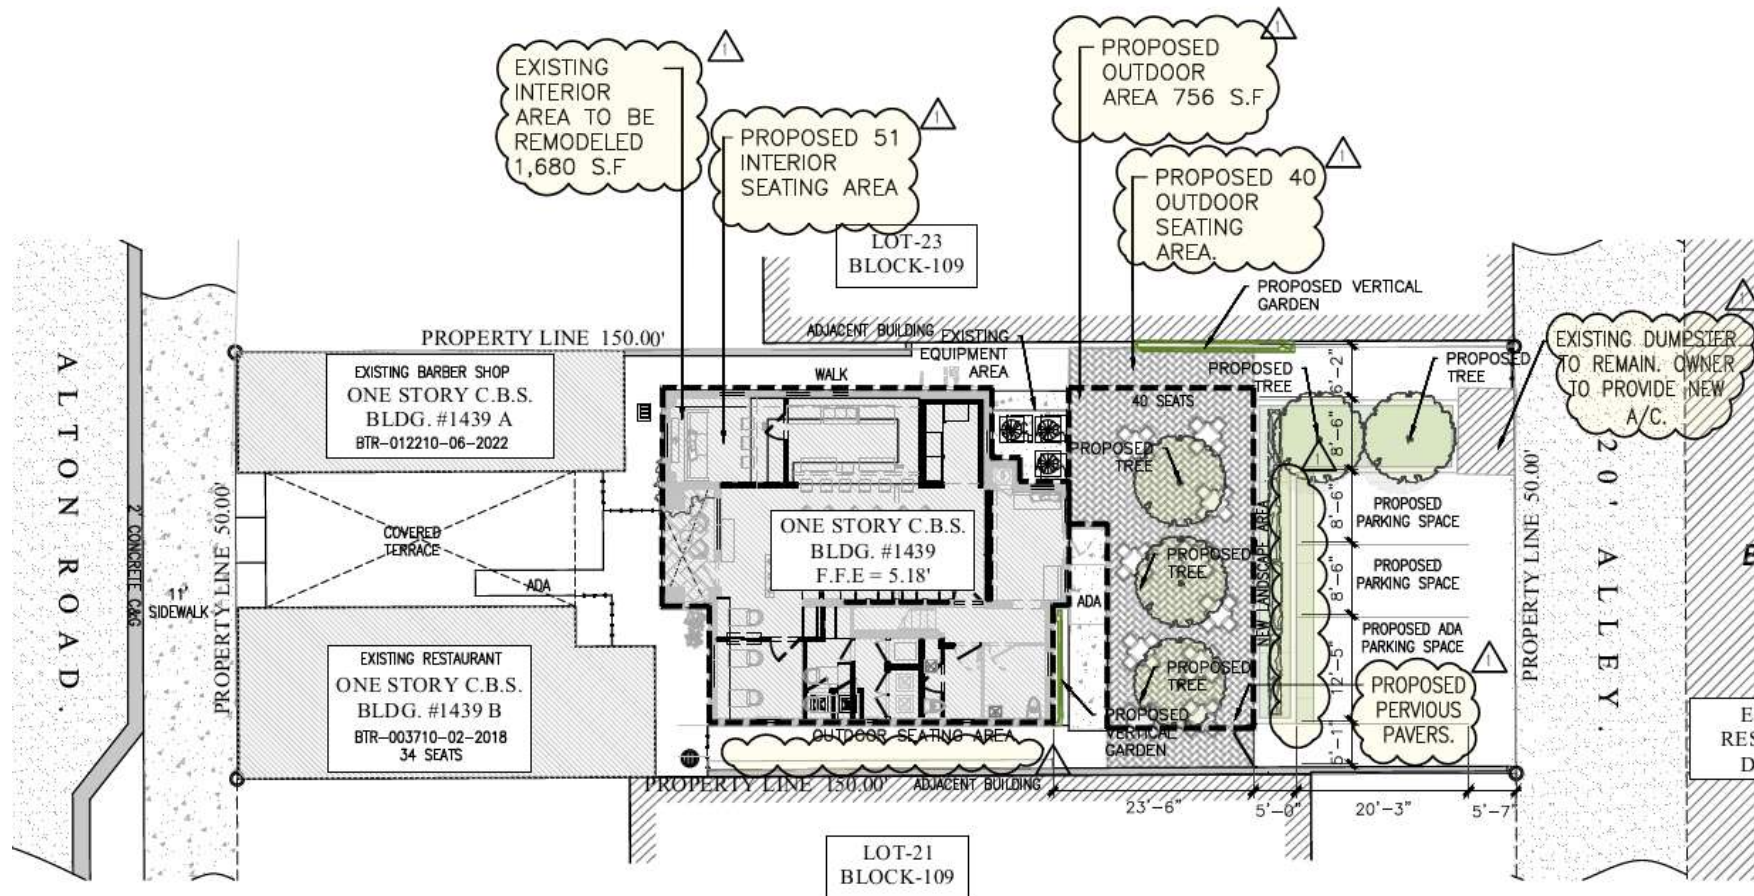 EXISTING
INTERIOR
AREA TO BE
REMODELED
1,680 S.F
1
PROPOSED 51
INTERIOR
SEATING AREA
1
PROPOSED
OUTDOOR
AREA 756 S.F
1
PROPOSED 40
OUTDOOR
SEATING
AREA.
1
LOT-23
BLOCK-109
PROPOSED VERTICAL
GARDEN
1
EXISTING DUMPSTER
TO REMAIN. OWNER
TO PROVIDE NEW
A/C.
PROPERTY LINE 150.00'
ADJACENT BUILDING
EXISTING
EQUIPMENT
AREA
WALK
PROPOSED
TREE
PROPOSED
TREE
6'-2"
8'-6"
8'-6"
8'-6"
12'-5"
5'-1"
EXISTING BARBER SHOP
ONE STORY C.B.S.
BLDG. #1439 A
BTR-012210-06-2022
40 SEATS
PROPOSED
TREE
1
ALTON ROAD.
2' CONCRETE C&G
11'
SIDEWALK
PROPERTY LINE 50.00'
COVERED
TERRACE
ADA
ONE STORY C.B.S.
BLDG. #1439
F.F.E = 5.18'
PROPOSED
TREE
ADA
NEW LANDSCAPE AREA
PROPOSED
PARKING SPACE
PROPOSED
PARKING SPACE
PROPOSED ADA
PARKING SPACE
PROPERTY LINE 50.00'
20' ALLEY.
EXISTING RESTAURANT
ONE STORY C.B.S.
BLDG. #1439 B
BTR-003710-02-2018
34 SEATS
PROPOSED
TREE
1
PROPOSED
PERVIOUS
PAVERS.
PROPOSED
VERTICAL
GARDEN
OUTDOOR SEATING AREA
PROPERTY LINE 150.00'
ADJACENT BUILDING
23'-6"
5'-0"
20'-3"
5'-7"
E
RES
D
LOT-21
BLOCK-109